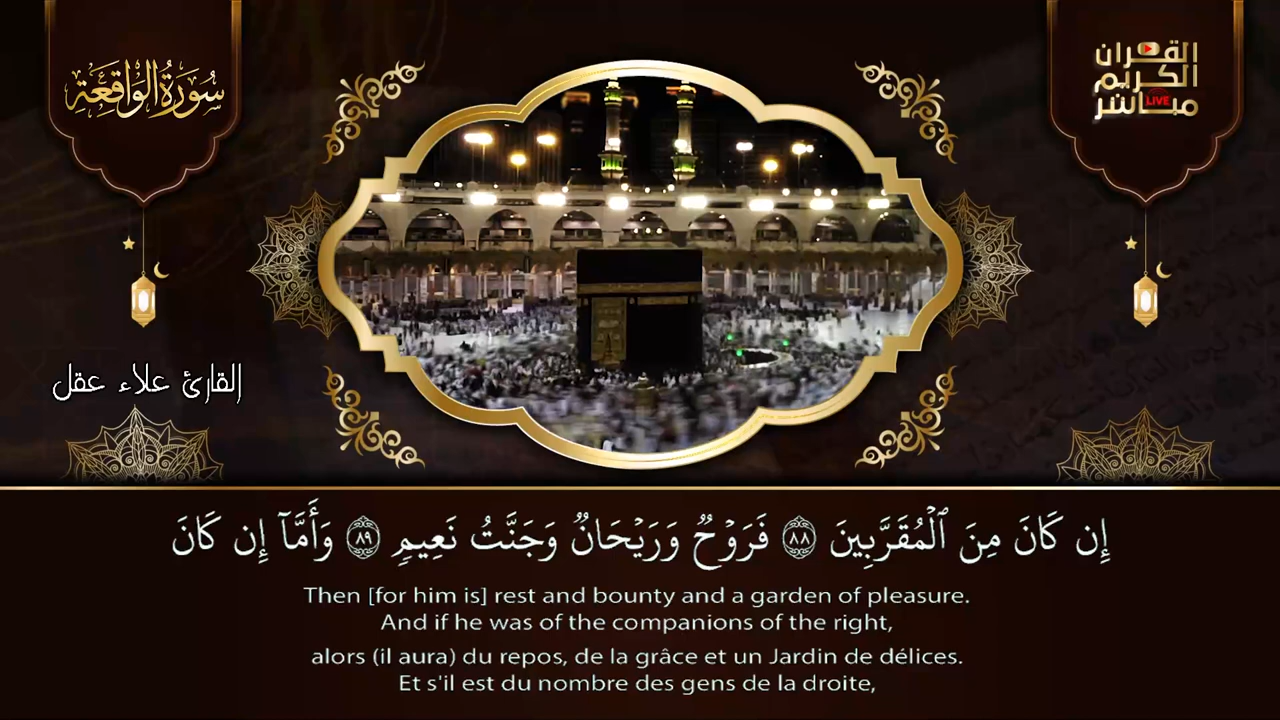 سُورَةُ الْوَاقِعَة
القرآن
الكريم
مباشر
LIVE
القارئ علاء عقل
إِن كَانَ مِنَ ٱلْمُقَرَّبِينَ ٨٨ فَرَوْحٌ وَرَيْحَانٌ وَجَنَّتُ نَعِيمٍ ٨٩ وَأَمَّآ إِن كَانَ
Then [for him is] rest and bounty and a garden of pleasure.
And if he was of the companions of the right,
alors (il aura) du repos, de la grâce et un Jardin de délices.
Et s'il est du nombre des gens de la droite,